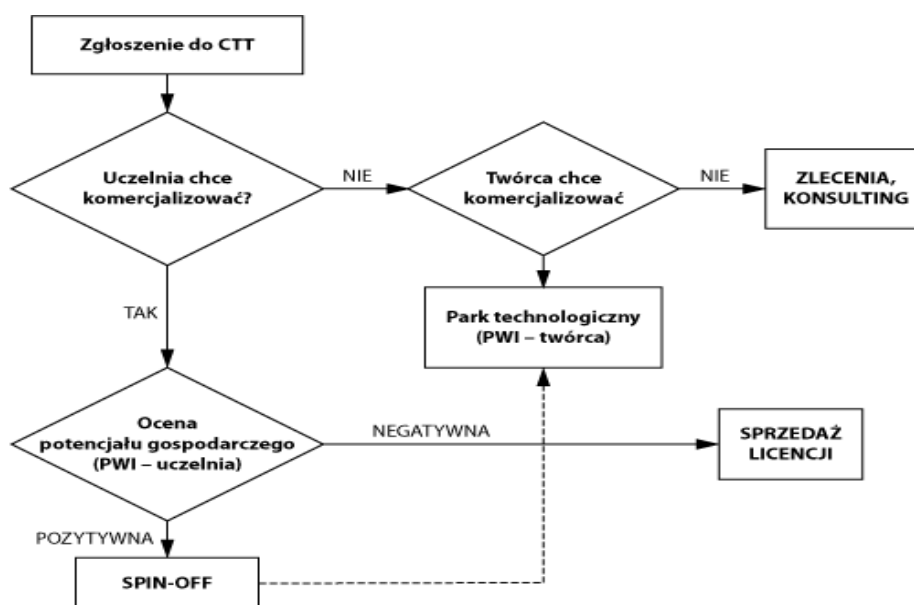 Zgłoszenie do CTT
Uczelnia chce
komercjalizować?
NIE
Twórca chce
komercjalizować
NIE
ZLECENIA,
KONSULTING
TAK
Park technologiczny
(PWI – twórca)
Ocena
potencjału gospodarczego
(PWI – uczelnia)
NEGATYWNA
SPRZEDAŻ
LICENCJI
POZYTYWNA
SPIN-OFF